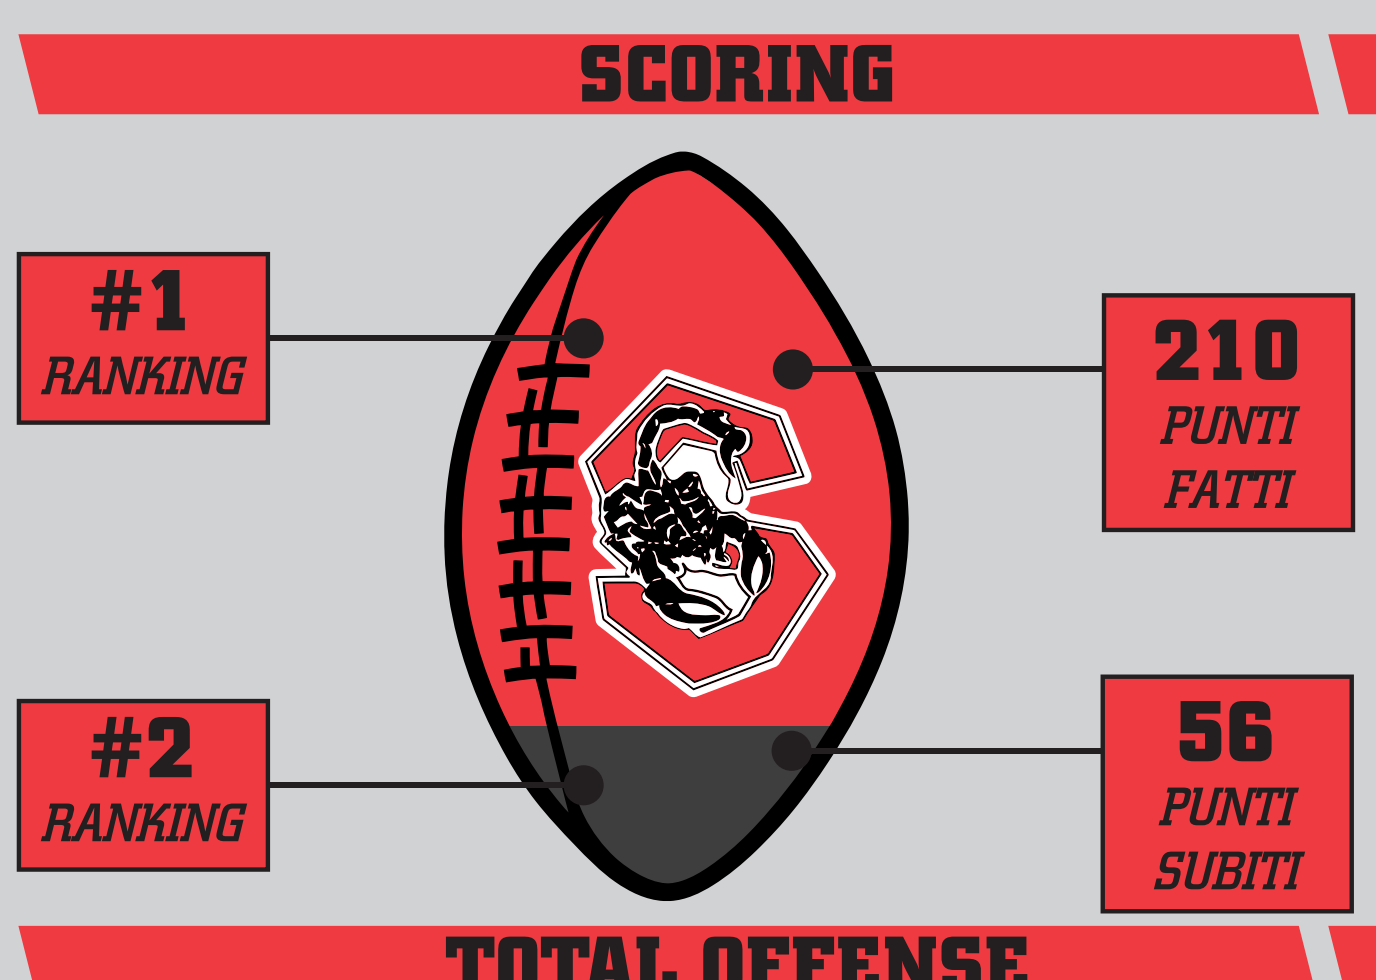 SCORING
#1
RANKING
210
PUNTI
FATTI
#2
RANKING
56
PUNTI
SUBITI
TOTAL OFFENSE